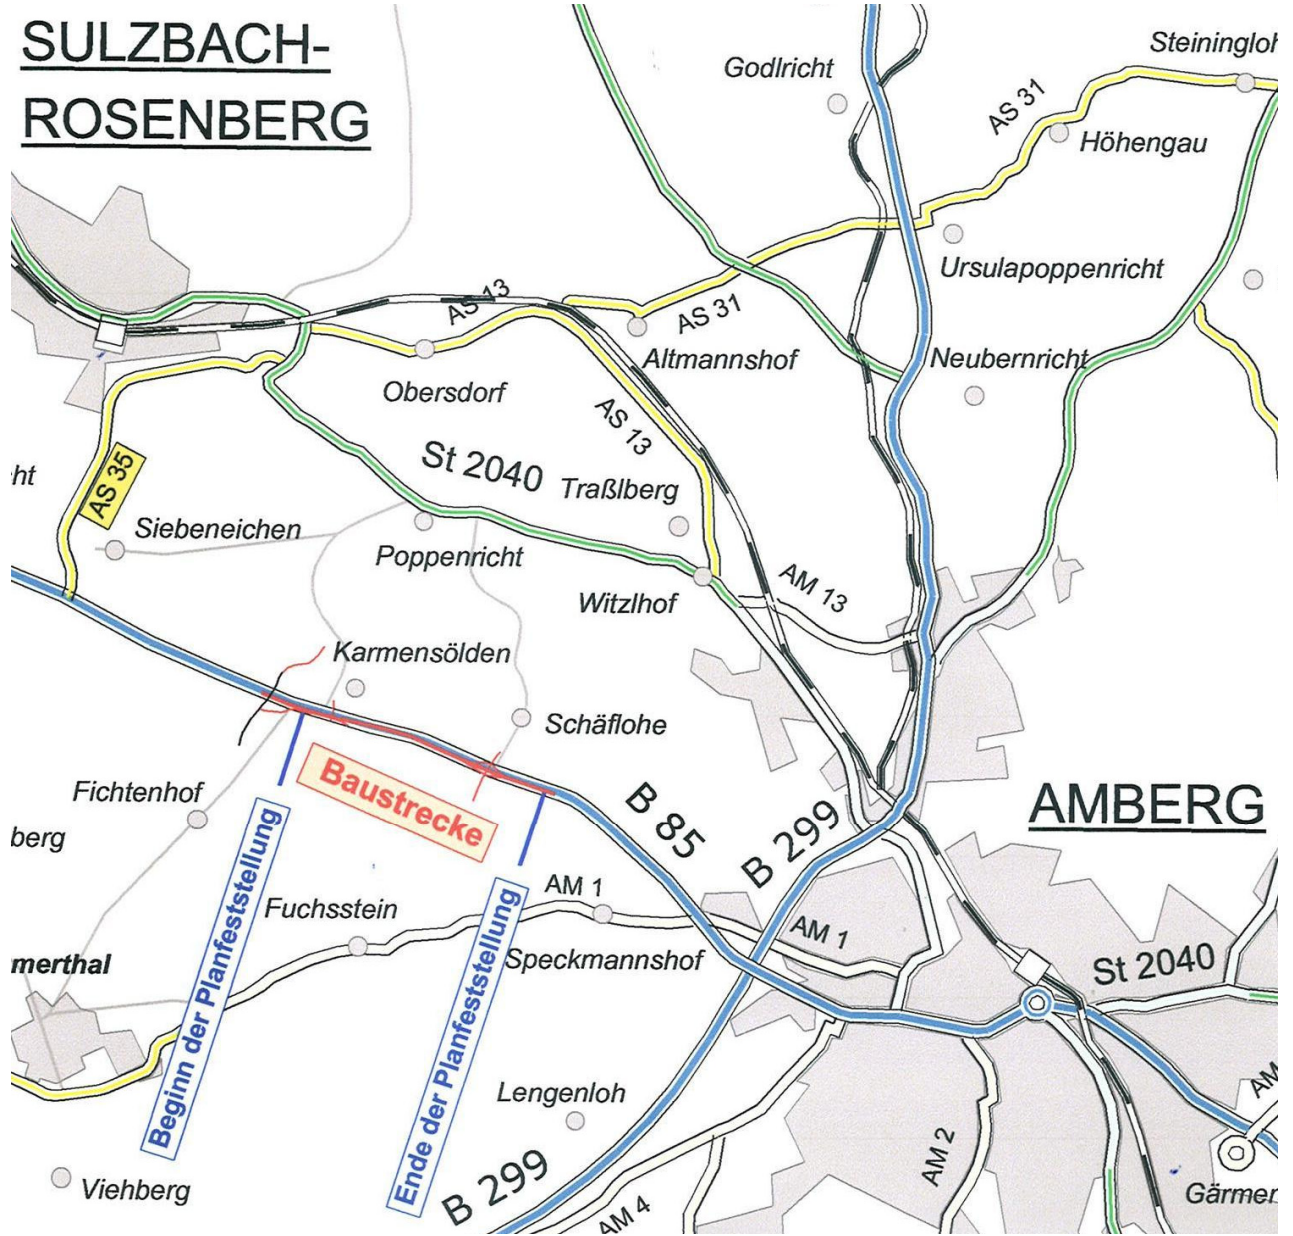 SULZBACH-
ROSENBERG
Godlricht
AS 31
Höhengau
Ursulapoppenricht
AS 13
AS 31
Altmannshof
Neubernricht
Obersdorf
AS 13
St 2040
Traßlberg
AS 35
Siebeneichen
Poppenricht
Witzlhof
AM 13
Karmensölden
Schäflohe
Fichtenhof
Baustrecke
B 85
B 299
AMBERG
berg
Beginn der Planfeststellung
Fuchsstein
AM 1
AM 1
Speckmannshof
merthal
St 2040
Ende der Planfeststellung
Lengenloh
AM 2
AM
Viehberg
B 299
AM 4